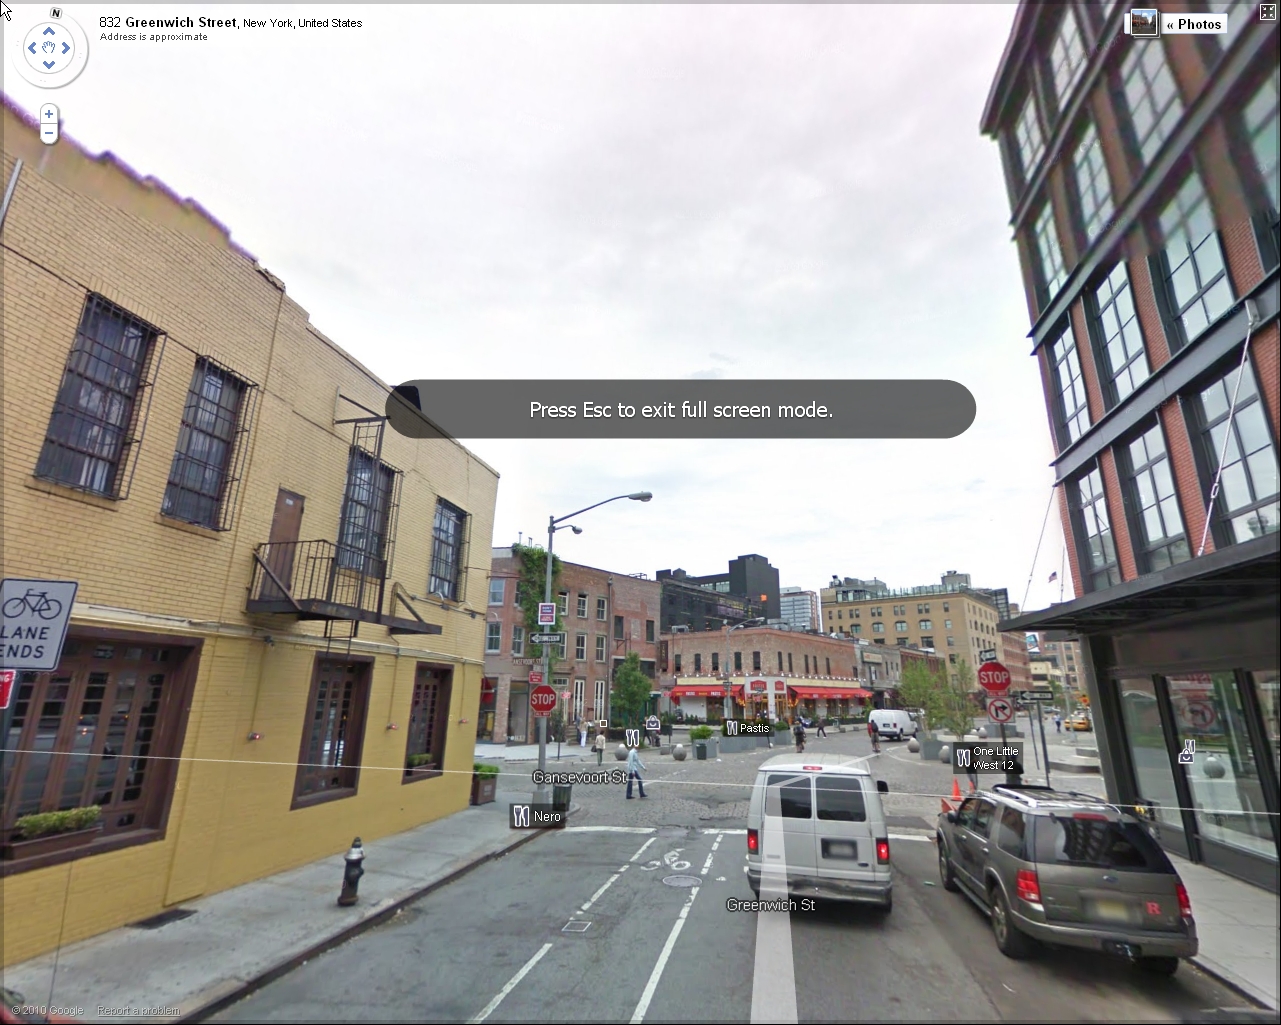 N
832 Greenwich Street, New York, United States
Address is approximate
« Photos
Press Esc to exit full screen mode.
LANE
ENDS
STOP
STOP
Pastis
One Little
West 12
Gansevoort St
Nero
Greenwich St
R
© 2010 Google
Report a problem